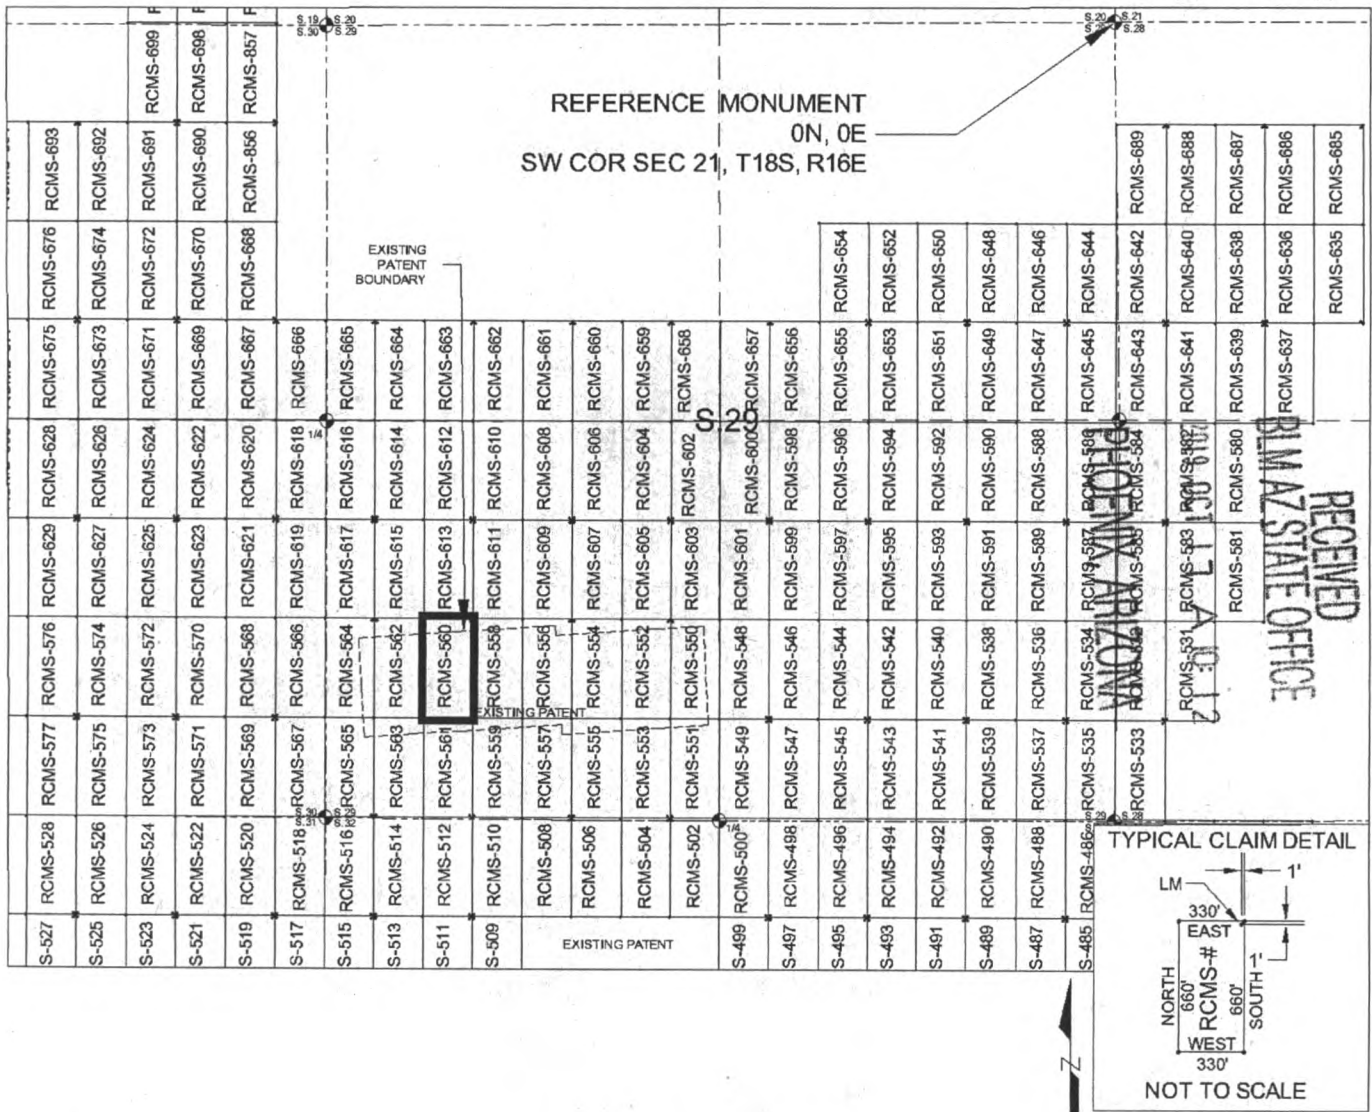 S.19 S.20
S.30 S.29
S.20 S.21
S.28
REFERENCE MONUMENT
0N, 0E
SW COR SEC 21, T18S, R16E
RCMS-699 RCMS-698 RCMS-857
RCMS-693 RCMS-692 RCMS-691 RCMS-690 RCMS-856
RCMS-689 RCMS-688 RCMS-687 RCMS-686 RCMS-685
EXISTING
PATENT
BOUNDARY
RCMS-676 RCMS-674 RCMS-672 RCMS-670 RCMS-668 RCMS-654 RCMS-652 RCMS-650 RCMS-648 RCMS-646 RCMS-644 RCMS-642 RCMS-640 RCMS-638 RCMS-636 RCMS-635
RCMS-675 RCMS-673 RCMS-671 RCMS-669 RCMS-667 RCMS-666 RCMS-665 RCMS-664 RCMS-663 RCMS-662 RCMS-661 RCMS-660 RCMS-659 RCMS-658 RCMS-657 RCMS-656 RCMS-655 RCMS-653 RCMS-651 RCMS-649 RCMS-647 RCMS-645 RCMS-643 RCMS-641 RCMS-639 RCMS-637
S.29
1/4
RCMS-628 RCMS-626 RCMS-624 RCMS-622 RCMS-620 RCMS-618 RCMS-616 RCMS-614 RCMS-612 RCMS-610 RCMS-608 RCMS-606 RCMS-604 RCMS-602 RCMS-600 RCMS-598 RCMS-596 RCMS-594 RCMS-592 RCMS-590 RCMS-588 RCMS-586 RCMS-584 RCMS-582 RCMS-580
RCMS-629 RCMS-627 RCMS-625 RCMS-623 RCMS-621 RCMS-619 RCMS-617 RCMS-615 RCMS-613 RCMS-611 RCMS-609 RCMS-607 RCMS-605 RCMS-603 RCMS-601 RCMS-599 RCMS-597 RCMS-595 RCMS-593 RCMS-591 RCMS-589 RCMS-587 RCMS-585 RCMS-583 RCMS-581
RCMS-576 RCMS-574 RCMS-572 RCMS-570 RCMS-568 RCMS-566 RCMS-564 RCMS-562 RCMS-560 RCMS-558 RCMS-556 RCMS-554 RCMS-552 RCMS-550 RCMS-548 RCMS-546 RCMS-544 RCMS-542 RCMS-540 RCMS-538 RCMS-536 RCMS-534 RCMS-531
EXISTING PATENT
RCMS-577 RCMS-575 RCMS-573 RCMS-571 RCMS-569 RCMS-567 RCMS-565 RCMS-563 RCMS-561 RCMS-559 RCMS-557 RCMS-555 RCMS-553 RCMS-551 RCMS-549 RCMS-547 RCMS-545 RCMS-543 RCMS-541 RCMS-539 RCMS-537 RCMS-535 RCMS-533
1/4
S.29 S.28
RCMS-528 RCMS-526 RCMS-524 RCMS-522 RCMS-520 RCMS-518 RCMS-516 RCMS-514 RCMS-512 RCMS-510 RCMS-508 RCMS-506 RCMS-504 RCMS-502 RCMS-500 RCMS-498 RCMS-496 RCMS-494 RCMS-492 RCMS-490 RCMS-488 RCMS-486
S-527 S-525 S-523 S-521 S-519 S-517 S-515 S-513 S-511 S-509 EXISTING PATENT S-499 S-497 S-495 S-493 S-491 S-489 S-487 S-485
RECEIVED
BLM AZ STATE OFFICE
PHOENIX, ARIZONA
TYPICAL CLAIM DETAIL
1'
LM
330'
EAST
1'
NORTH
660'
RCMS-#
660'
SOUTH
WEST
330'
NOT TO SCALE
N